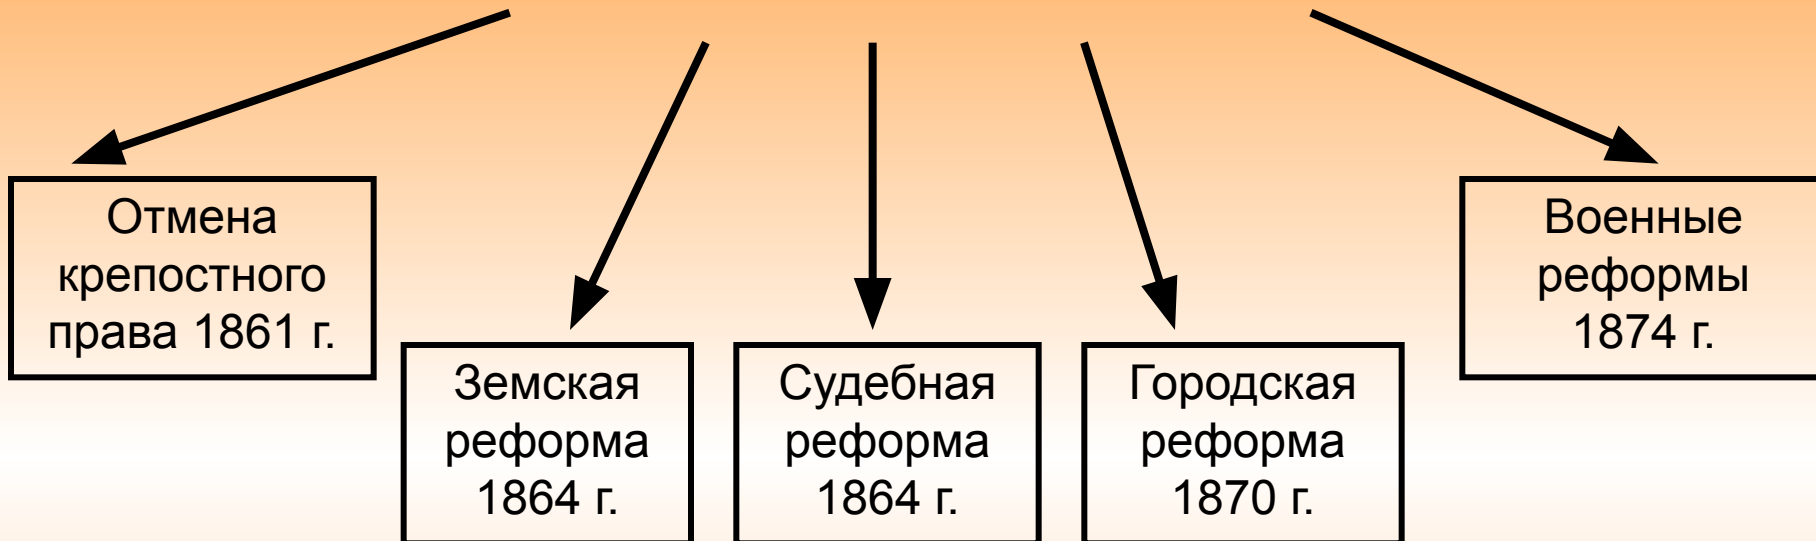 Отмена
крепостного
права 1861 г.
Земская
реформа
1864 г.
Судебная
реформа
1864 г.
Городская
реформа
1870 г.
Военные
реформы
1874 г.